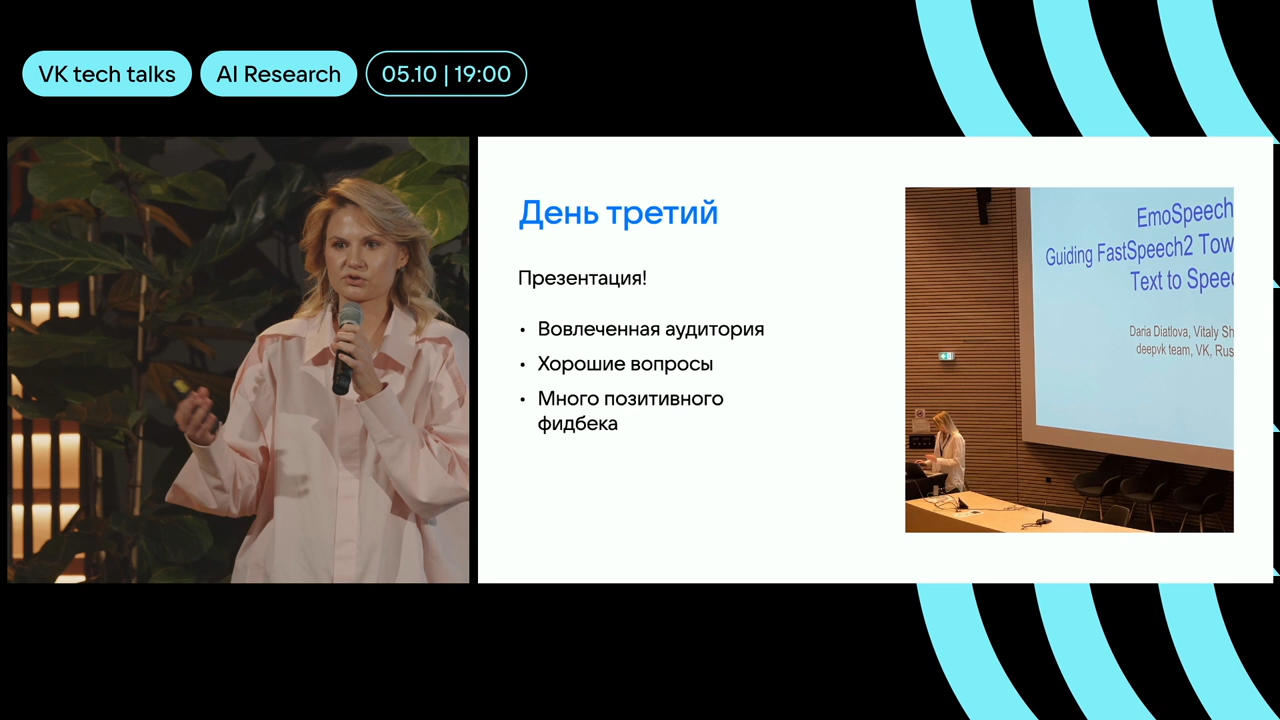 VK tech talks
AI Research
05.10 | 19:00
День третий
Презентация!
• Вовлеченная аудитория
• Хорошие вопросы
• Много позитивного
фидбека
EmoSpeech
Guiding FastSpeech2 Tow
Text to Speec
Daria Diatlova, Vitaly Sh
deepvk team, VK, Rus